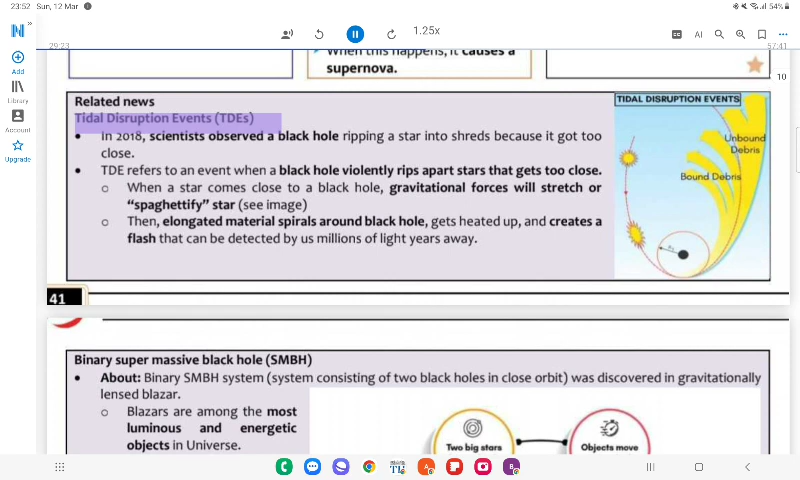 23:52 Sun, 12 Mar
54%
1.25x
AI
29:23
57:41
Add
Library
Account
Upgrade
When this happens, it causes a
supernova.
10
Related news
Tidal Disruption Events (TDEs)
• In 2018, scientists observed a black hole ripping a star into shreds because it got too
close.
• TDE refers to an event when a black hole violently rips apart stars that gets too close.
o When a star comes close to a black hole, gravitational forces will stretch or
“spaghettify” star (see image)
o Then, elongated material spirals around black hole, gets heated up, and creates a
flash that can be detected by us millions of light years away.
TIDAL DISRUPTION EVENTS
Unbound
Debris
Bound Debris
41
Binary super massive black hole (SMBH)
• About: Binary SMBH system (system consisting of two black holes in close orbit) was discovered in gravitationally
lensed blazar.
o Blazars are among the most
luminous and energetic
objects in Universe.
Two big stars
Objects move